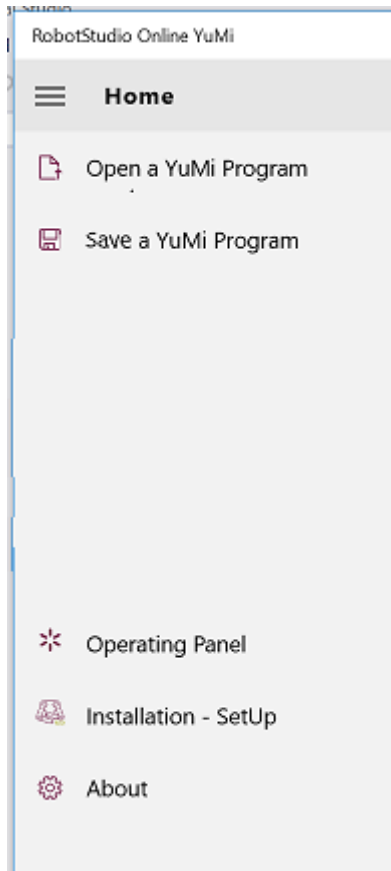 RobotStudio Online YuMi
Home
Open a YuMi Program
Save a YuMi Program
Operating Panel
Installation - SetUp
About